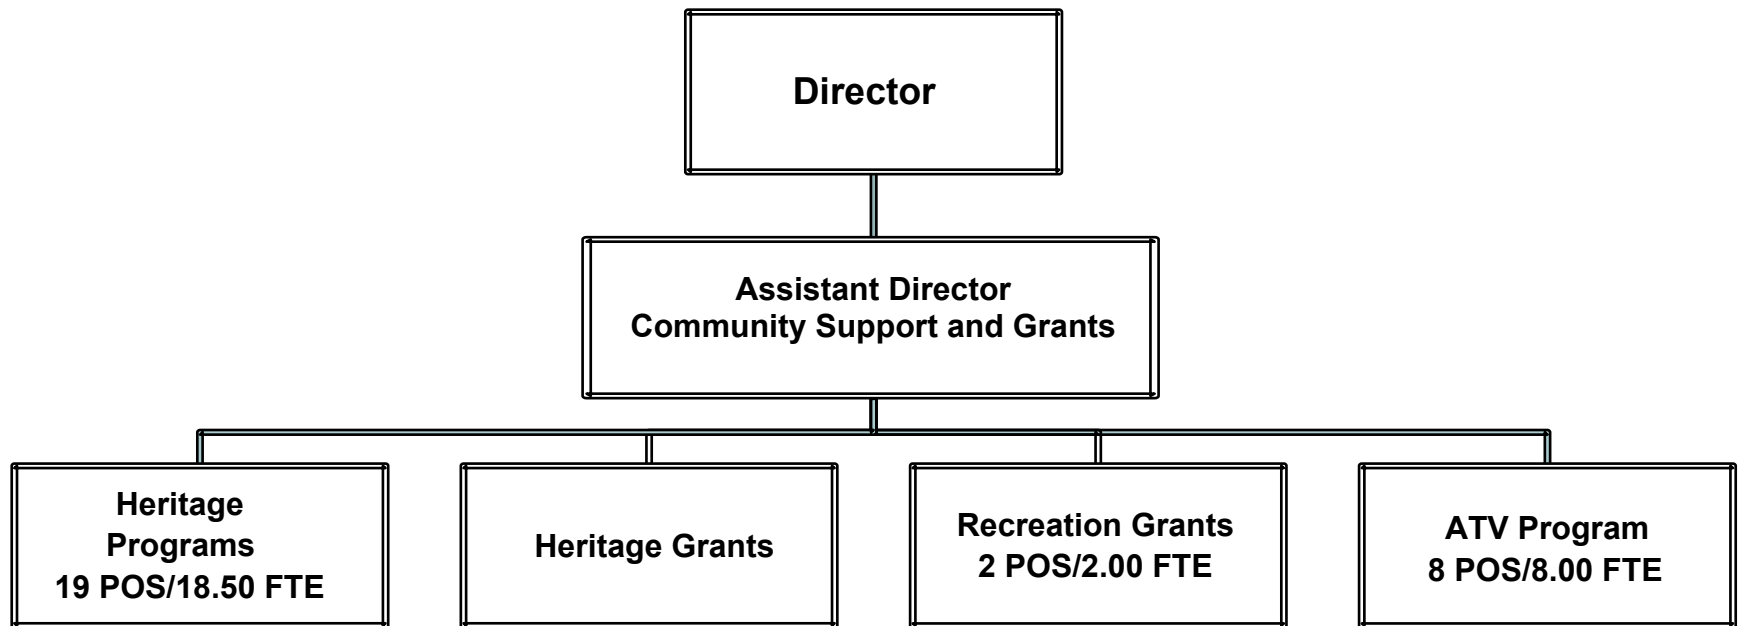 Director
Assistant Director
Community Support and Grants
Heritage
Programs
19 POS/18.50 FTE
Heritage Grants
Recreation Grants
2 POS/2.00 FTE
ATV Program
8 POS/8.00 FTE